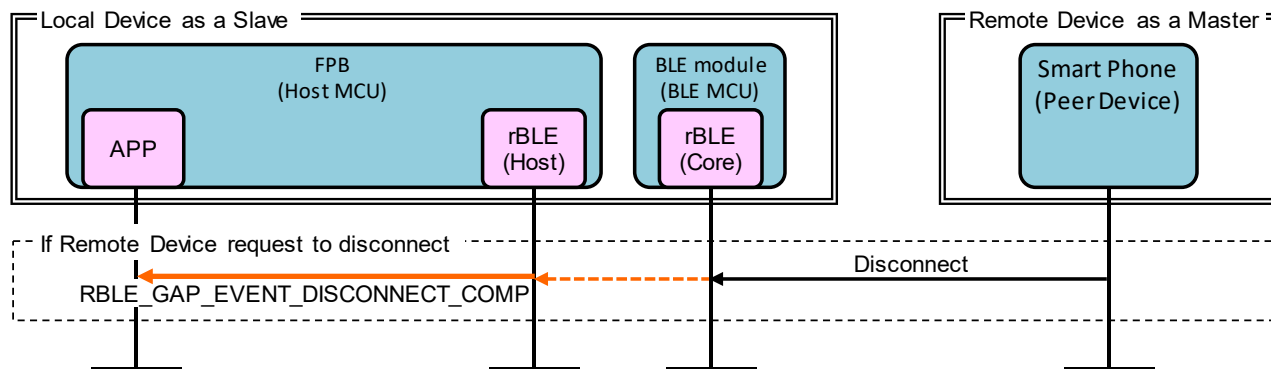 Local Device as a Slave
Remote Device as a Master
FPB
(Host MCU)
BLE module
(BLE MCU)
Smart Phone
(Peer Device)
APP
rBLE
(Host)
rBLE
(Core)
If Remote Device request to disconnect
Disconnect
RBLE_GAP_EVENT_DISCONNECT_COMP